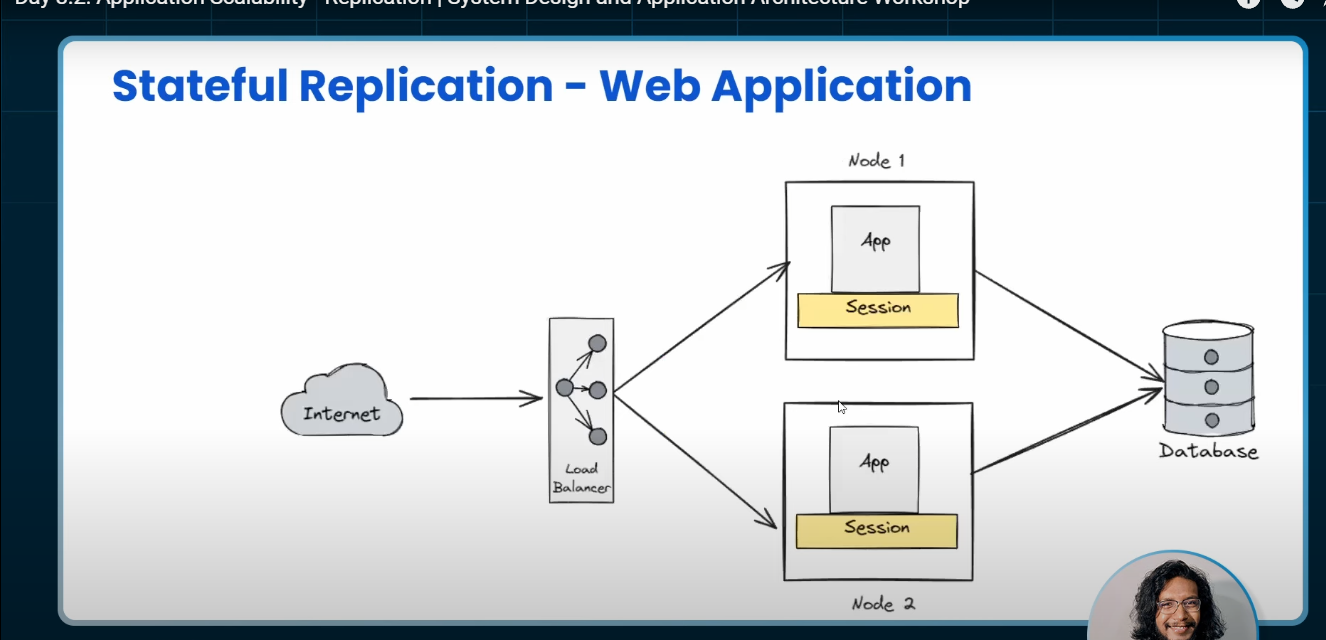 Day 3.2: Application Scalability - Replication | System Design and Application Architecture Workshop
Stateful Replication - Web Application
Node 1
App
Session
Internet
Load
Balancer
Database
App
Session
Node 2